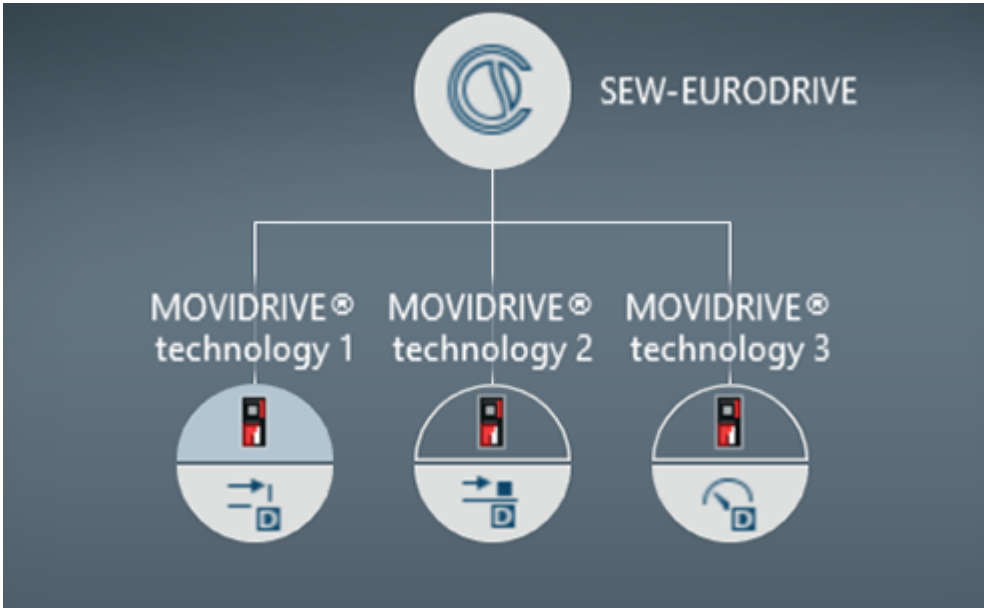 SEW-EURODRIVE
MOVIDRIVE®
technology 1
MOVIDRIVE®
technology 2
MOVIDRIVE®
technology 3
D
D
D